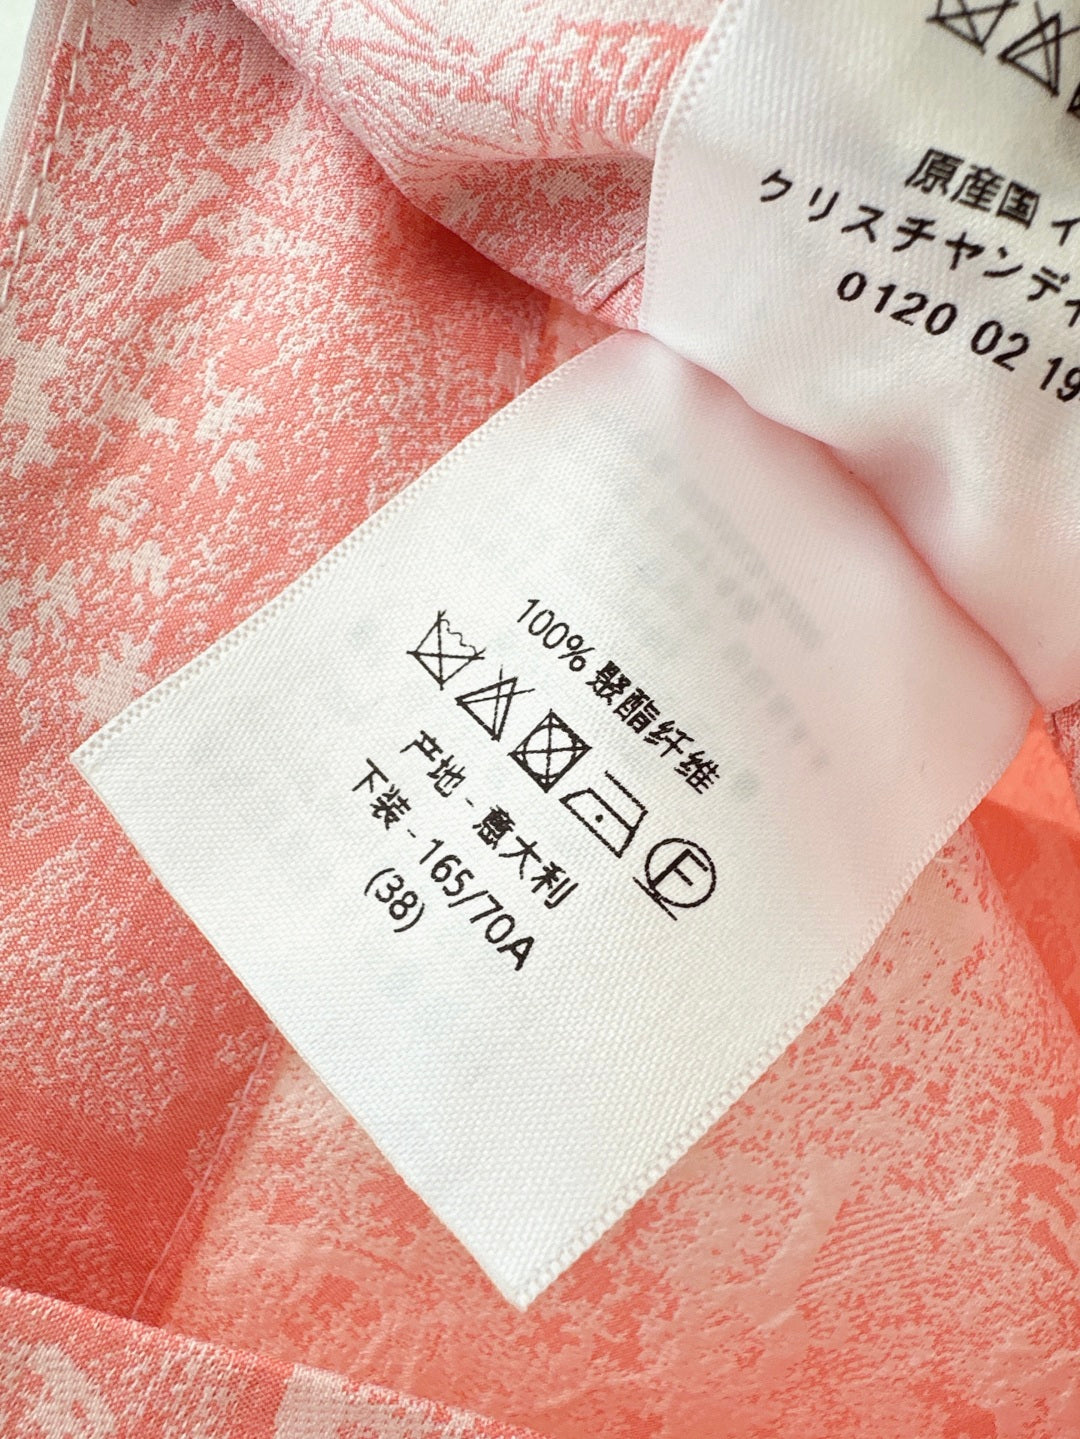 原産国 イ
クリスチャンディ
0120 02 19
100% 聚酯纤维
F
产地 - 意大利
下装 - 165/70A
(38)